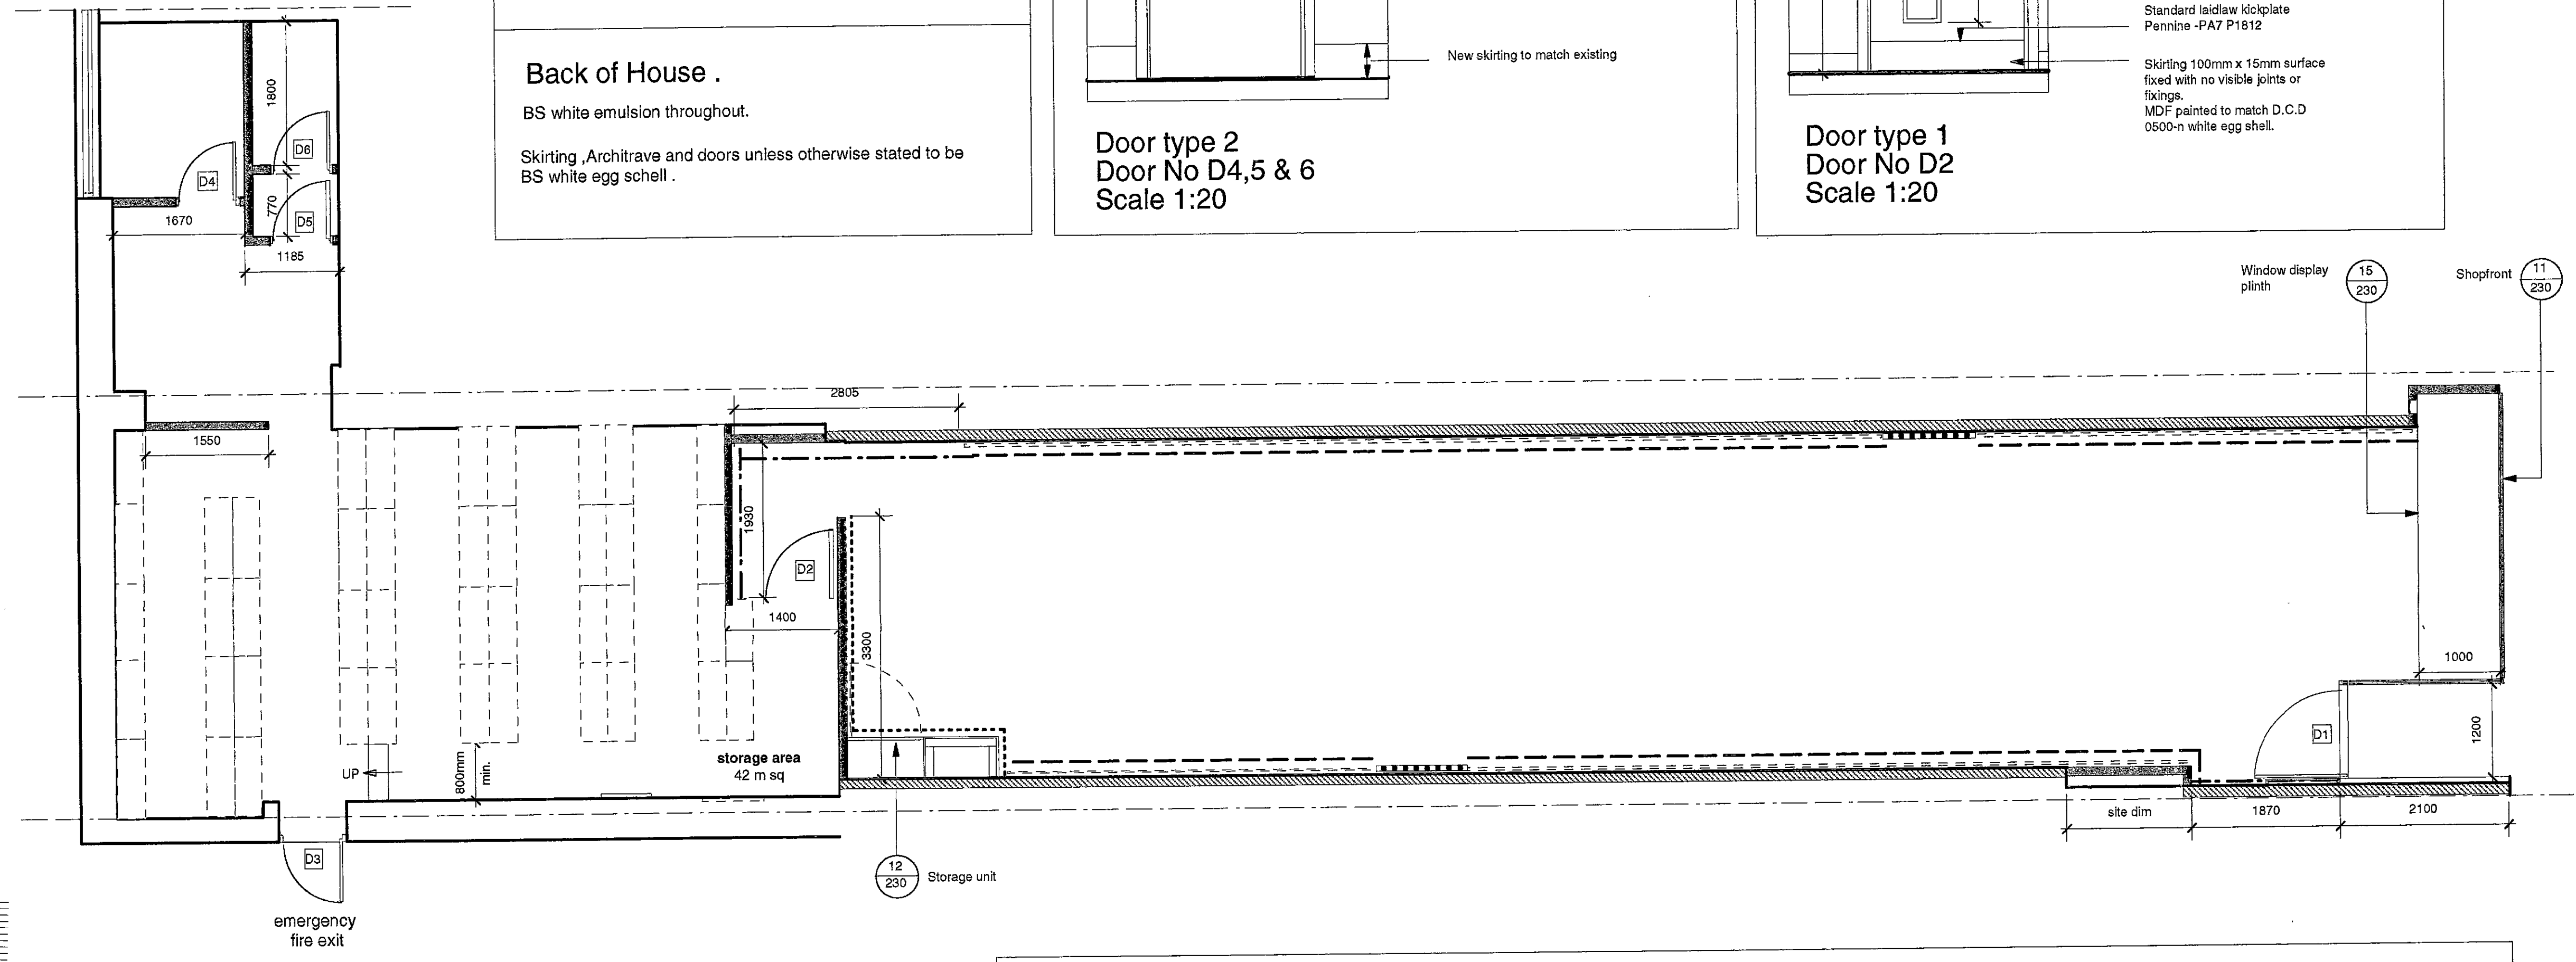 Standard laidlaw kickplate
Pennine -PA7 P1812
New skirting to match existing
Skirting 100mm x 15mm surface
fixed with no visible joints or
fixings.
MDF painted to match D.C.D
0500-n white egg shell.
Back of House .
BS white emulsion throughout.
Skirting ,Architrave and doors unless otherwise stated to be
BS white egg schell .
Door type 2
Door No D4,5 & 6
Scale 1:20
Door type 1
Door No D2
Scale 1:20
1800
D6
D4
770
D5
1670
1185
Window display
plinth
15
230
Shopfront
11
230
2805
1550
1930
D2
1400
3300
1000
D1
1200
UP
800mm
min.
storage area
42 m sq
site dim
1870
2100
D3
emergency
fire exit
12
230
Storage unit